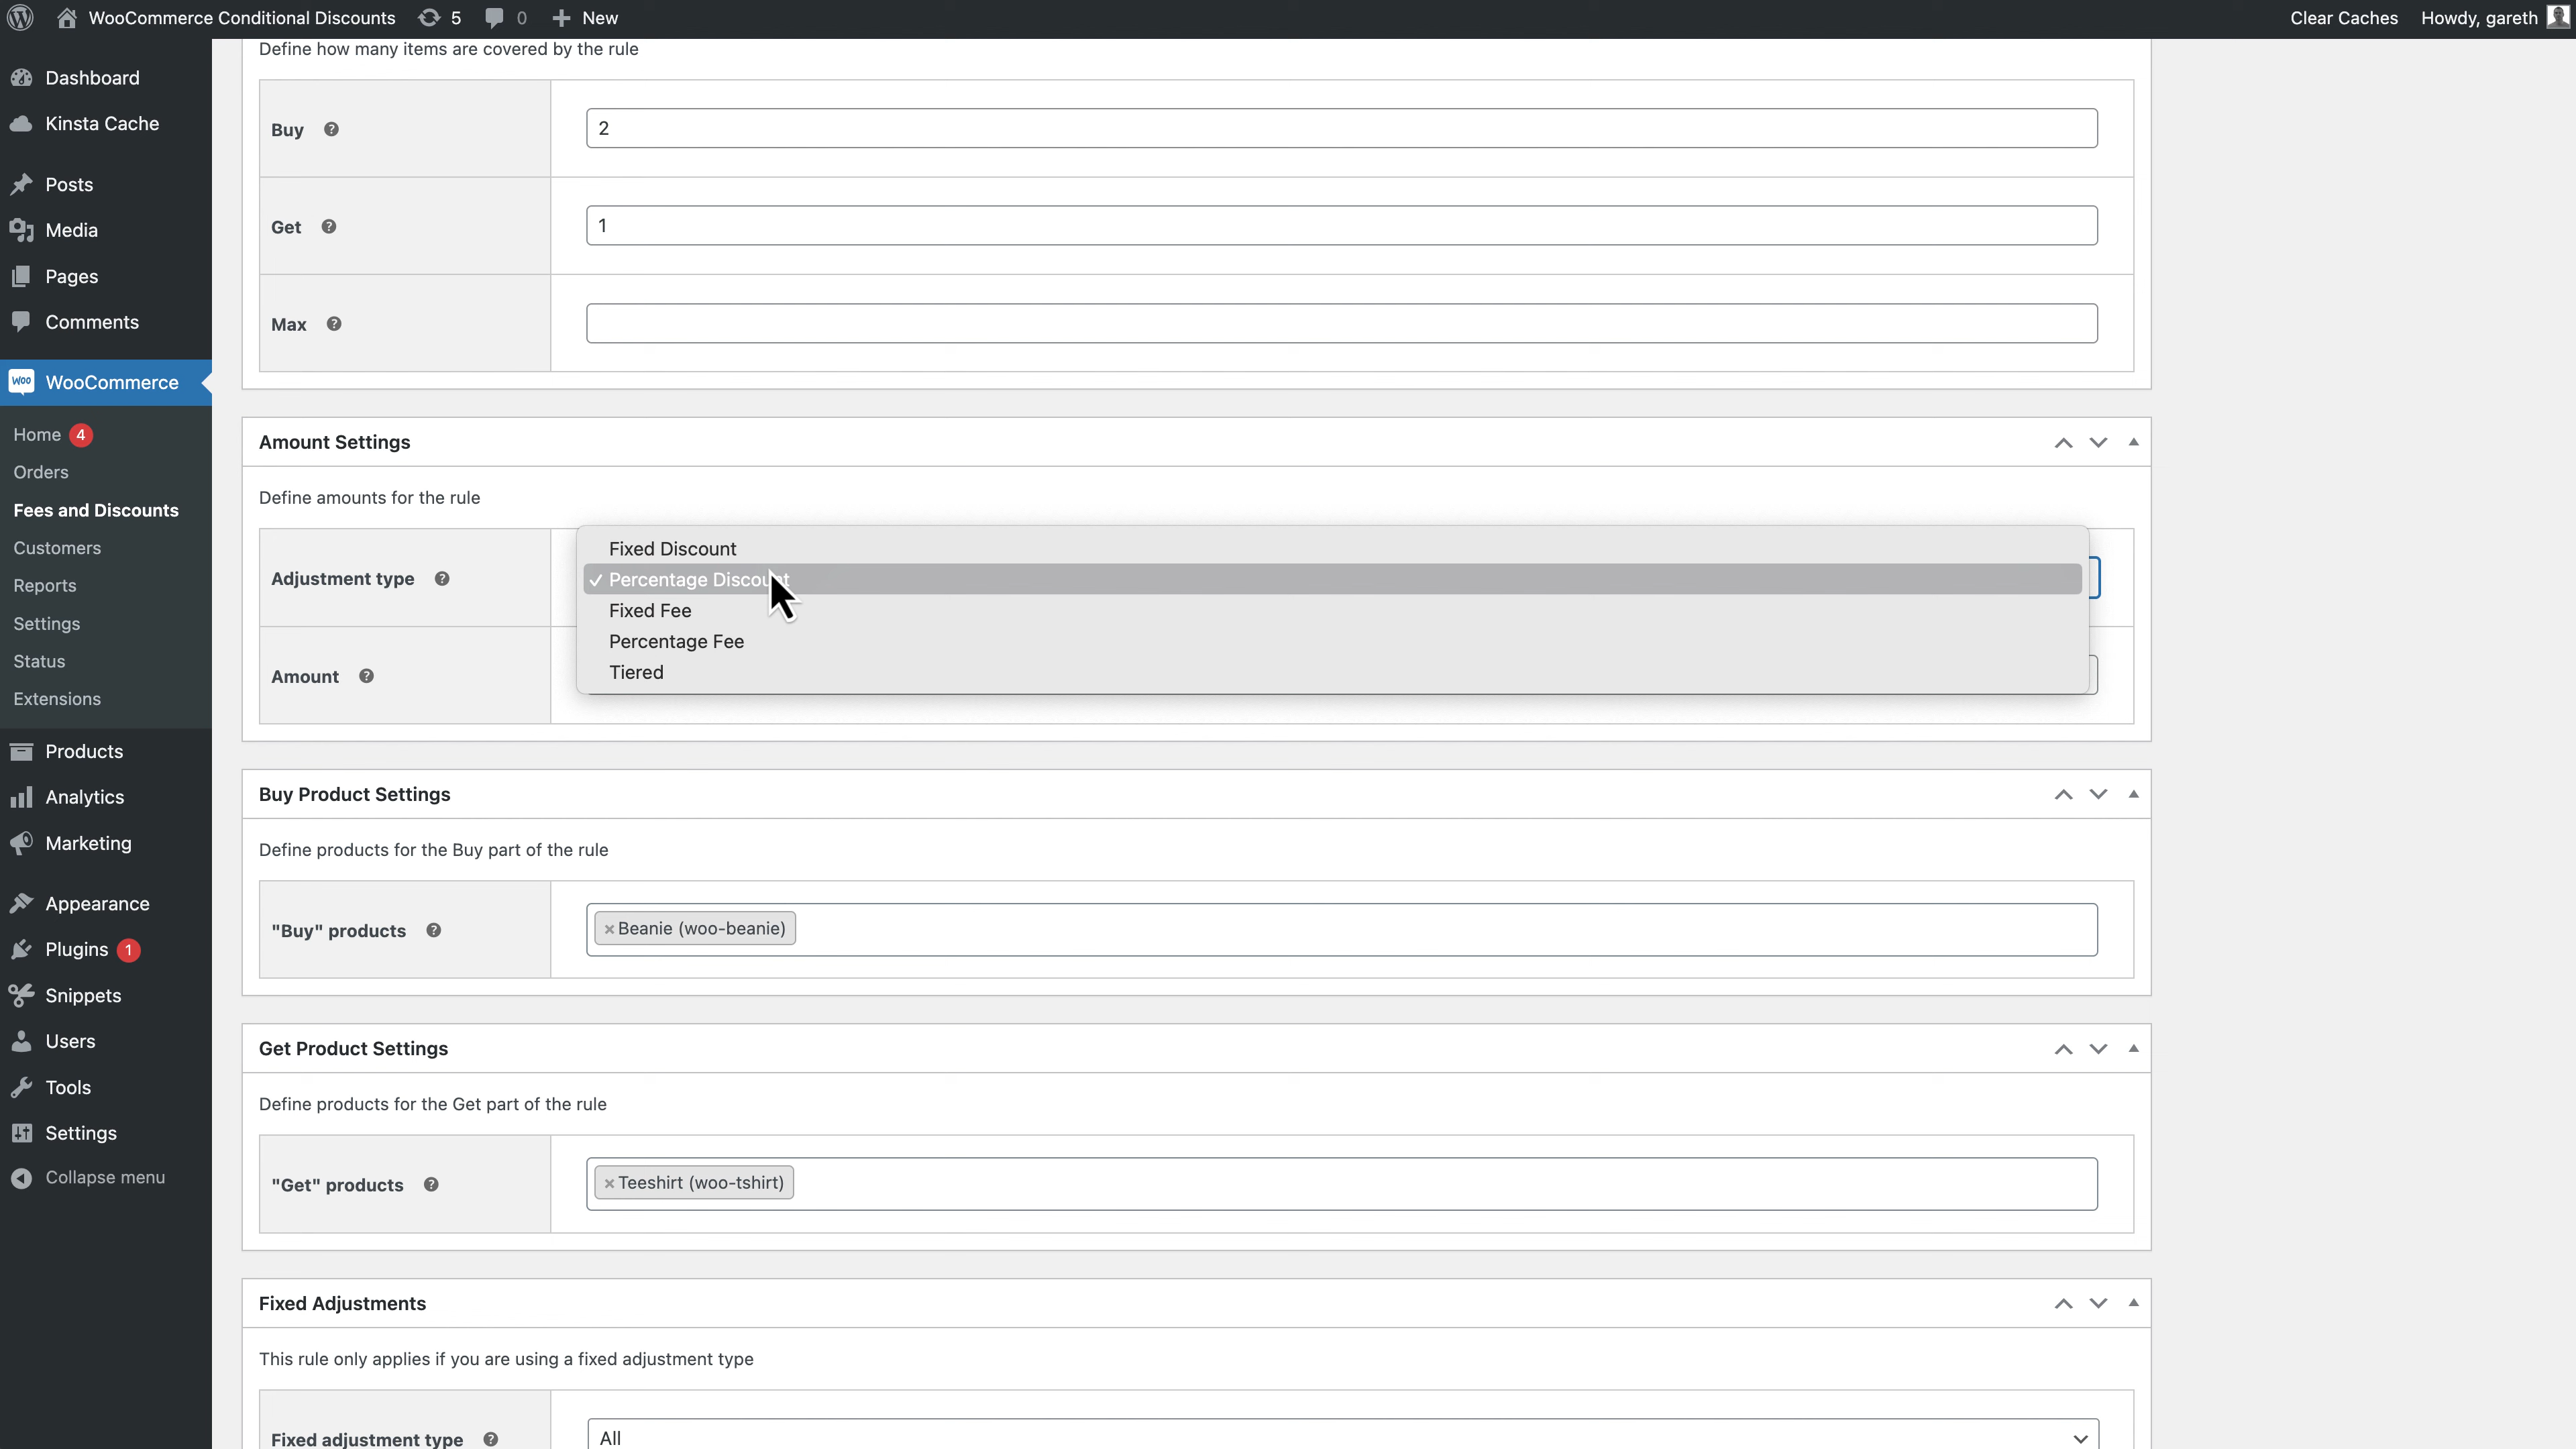 WooCommerce Conditional Discounts 5 0 New Clear Caches Howdy, gareth
Dashboard
Kinsta Cache
Posts
Media
Pages
Comments
Woo WooCommerce
Home 4
Orders
Fees and Discounts
Customers
Reports
Settings
Status
Extensions
Products
Analytics
Marketing
Appearance
Plugins 1
Snippets
Users
Tools
Settings
Collapse menu
Define how many items are covered by the rule
Buy ? 2
Get ? 1
Max ?
Amount Settings
Define amounts for the rule
Adjustment type ?
Fixed Discount
✓ Percentage Discount
Fixed Fee
Percentage Fee
Tiered
Amount ?
Buy Product Settings
Define products for the Buy part of the rule
"Buy" products ? × Beanie (woo-beanie)
Get Product Settings
Define products for the Get part of the rule
"Get" products ? × Teeshirt (woo-tshirt)
Fixed Adjustments
This rule only applies if you are using a fixed adjustment type
Fixed adjustment type ? All